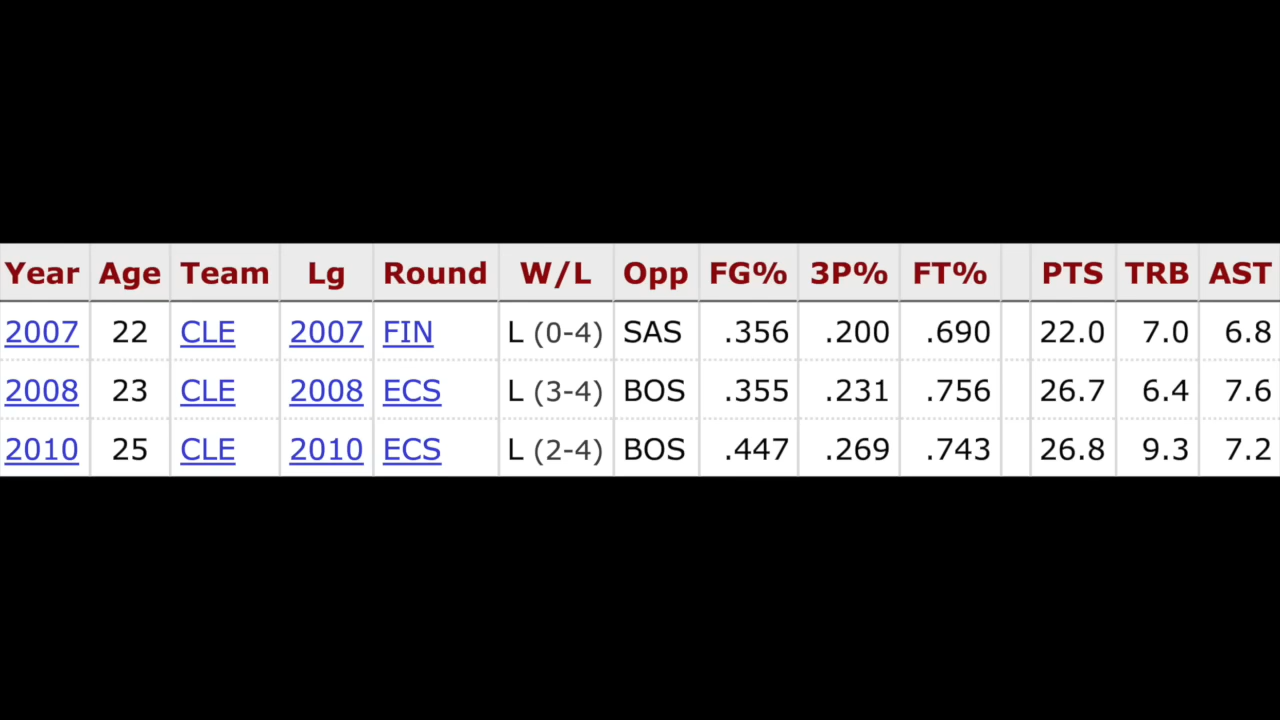 Year Age Team Lg Round W/L Opp FG% 3P% FT% PTS TRB AST
2007 22 CLE 2007 FIN L (0-4) SAS .356 .200 .690 22.0 7.0 6.8
2008 23 CLE 2008 ECS L (3-4) BOS .355 .231 .756 26.7 6.4 7.6
2010 25 CLE 2010 ECS L (2-4) BOS .447 .269 .743 26.8 9.3 7.2